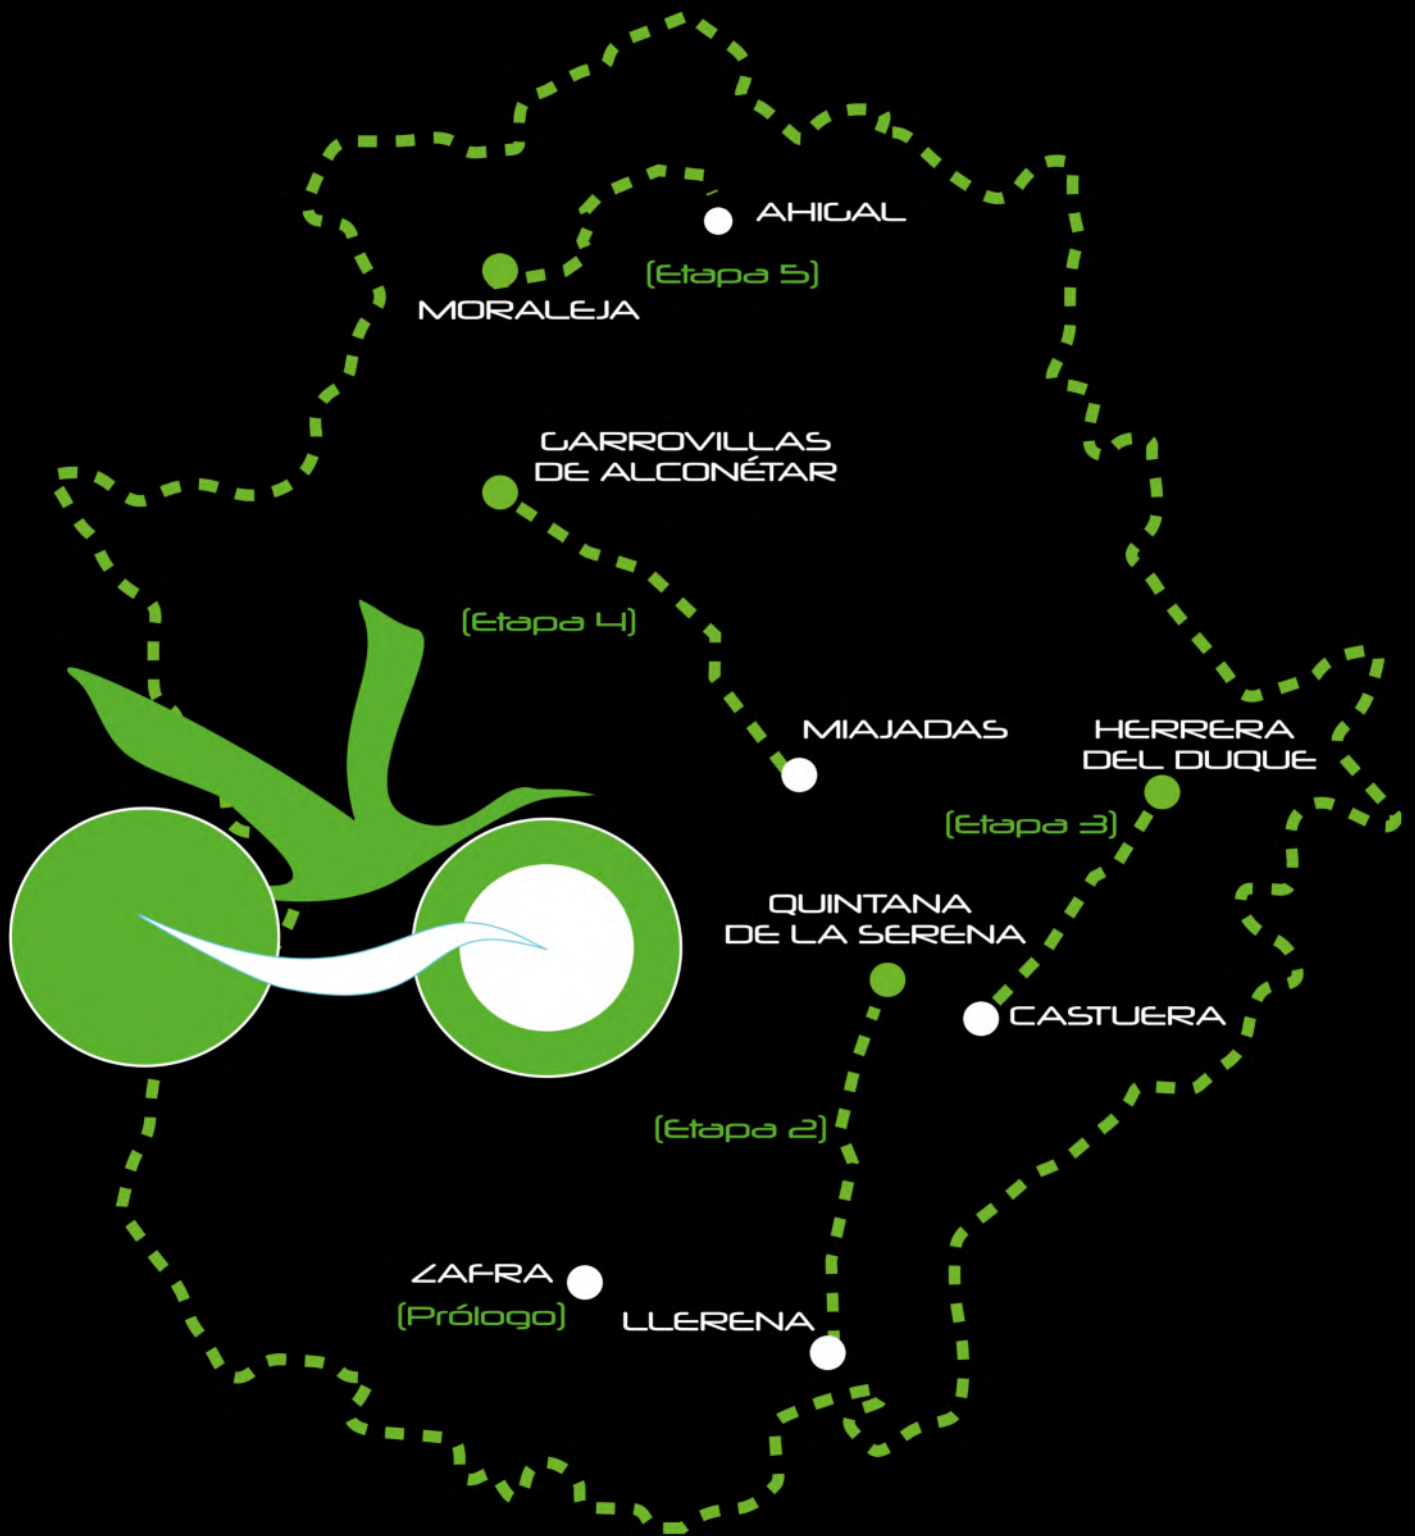 AHIGAL
(Etapa 5)
MORALEJA
GARROVILLAS
DE ALCONÉTAR
(Etapa 4)
MIAJADAS
HERRERA
DEL DUQUE
(Etapa 3)
QUINTANA
DE LA SERENA
CASTUERA
(Etapa 2)
ZAFRA
(Prólogo)
LLERENA